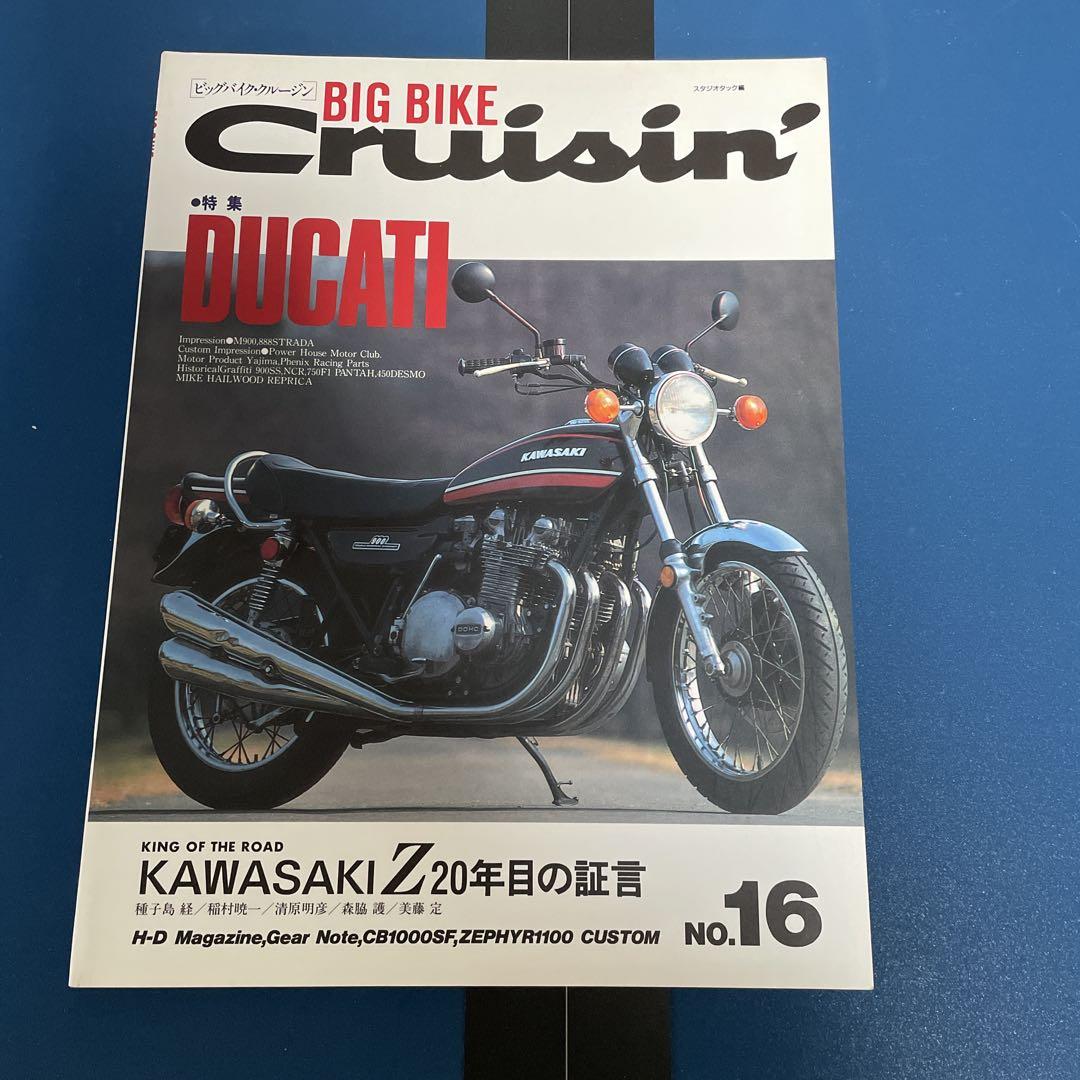 [ビッグバイク・クルージン]
BIG BIKE
スタジオタック編
Cruisin'
●特集
DUCATI
Impression●M900,888STRADA
Custom Impression●Power House Motor Club.
Motor Product Yajima,Phenix Racing Parts
HistoricalGraffiti 900SS,NCR,750F1 PANTAH,450DESMO
MIKE HAILWOOD REPRICA
KAWASAKI
900
DOHC
KING OF THE ROAD
KAWASAKI Z 20年目の証言
種子島 経／稲村暁一／清原明彦／森脇 護／美藤 定
H-D Magazine,Gear Note,CB1000SF,ZEPHYR1100 CUSTOM
NO.16